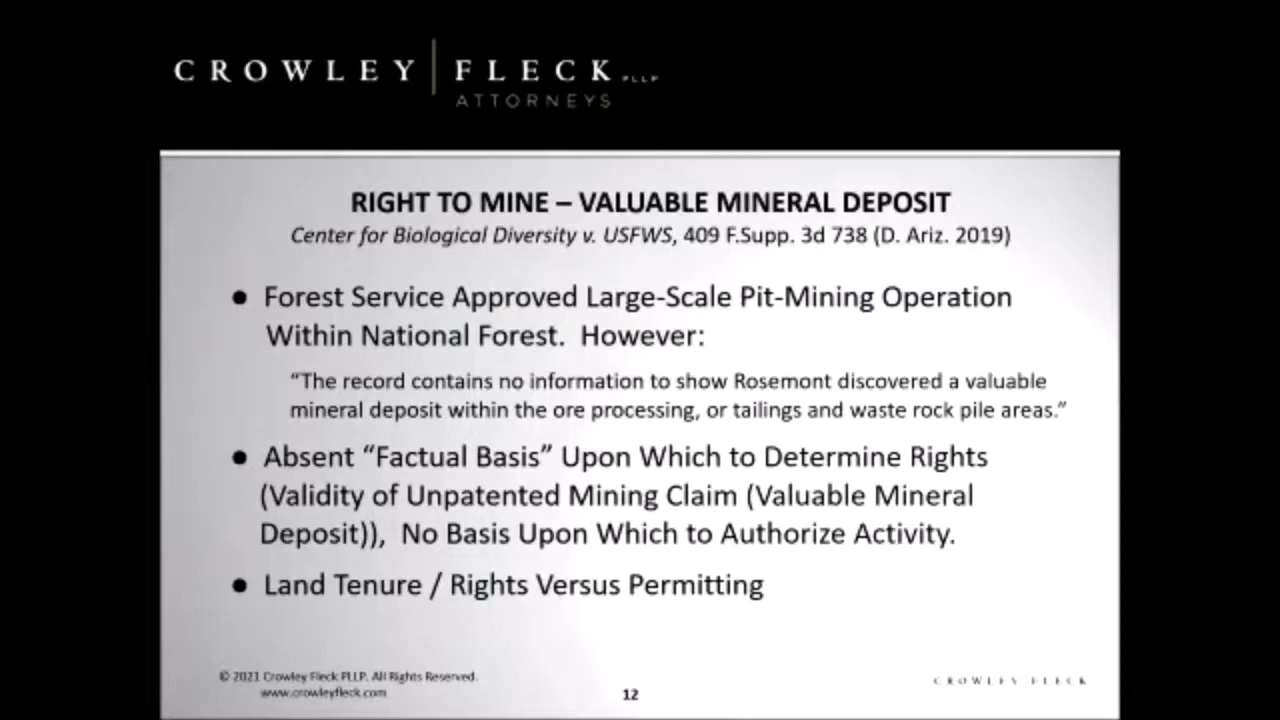 CROWLEY | FLECK PLLP
ATTORNEYS
RIGHT TO MINE – VALUABLE MINERAL DEPOSIT
Center for Biological Diversity v. USFWS, 409 F.Supp. 3d 738 (D. Ariz. 2019)
● Forest Service Approved Large-Scale Pit-Mining Operation
Within National Forest.  However:
“The record contains no information to show Rosemont discovered a valuable
mineral deposit within the ore processing, or tailings and waste rock pile areas.”
● Absent “Factual Basis” Upon Which to Determine Rights
(Validity of Unpatented Mining Claim (Valuable Mineral
Deposit)),  No Basis Upon Which to Authorize Activity.
● Land Tenure / Rights Versus Permitting
© 2021 Crowley Fleck PLLP. All Rights Reserved.
www.crowleyfleck.com
12
CROWLEY FLECK